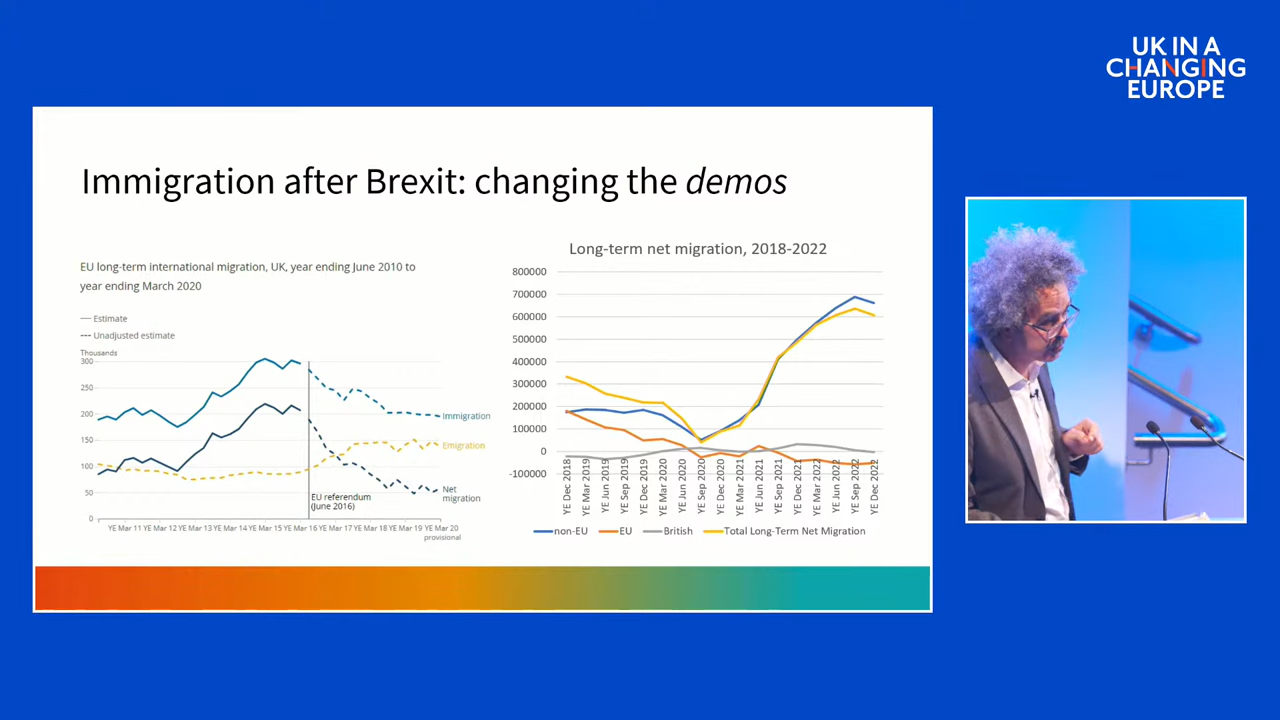 UK IN A
CHANGING
EUROPE
Immigration after Brexit: changing the demos
EU long-term international migration, UK, year ending June 2010 to
year ending March 2020
Estimate
Unadjusted estimate
Thousands
300
250
200
150
100
50
0
Immigration
Emigration
Net
migration
EU referendum
(June 2016)
YE Mar 11 YE Mar 12 YE Mar 13 YE Mar 14 YE Mar 15 YE Mar 16 YE Mar 17 YE Mar 18 YE Mar 19 YE Mar 20
provisional
Long-term net migration, 2018-2022
800000
700000
600000
500000
400000
300000
200000
100000
0
-100000
YE Dec 2018
YE Mar 2019
YE Jun 2019
YE Sep 2019
YE Dec 2019
YE Mar 2020
YE Jun 2020
YE Sep 2020
YE Dec 2020
YE Mar 2021
YE Jun 2021
YE Sep 2021
YE Dec 2021
YE Mar 2022
YE Jun 2022
YE Sep 2022
YE Dec 2022
non-EU EU British Total Long-Term Net Migration